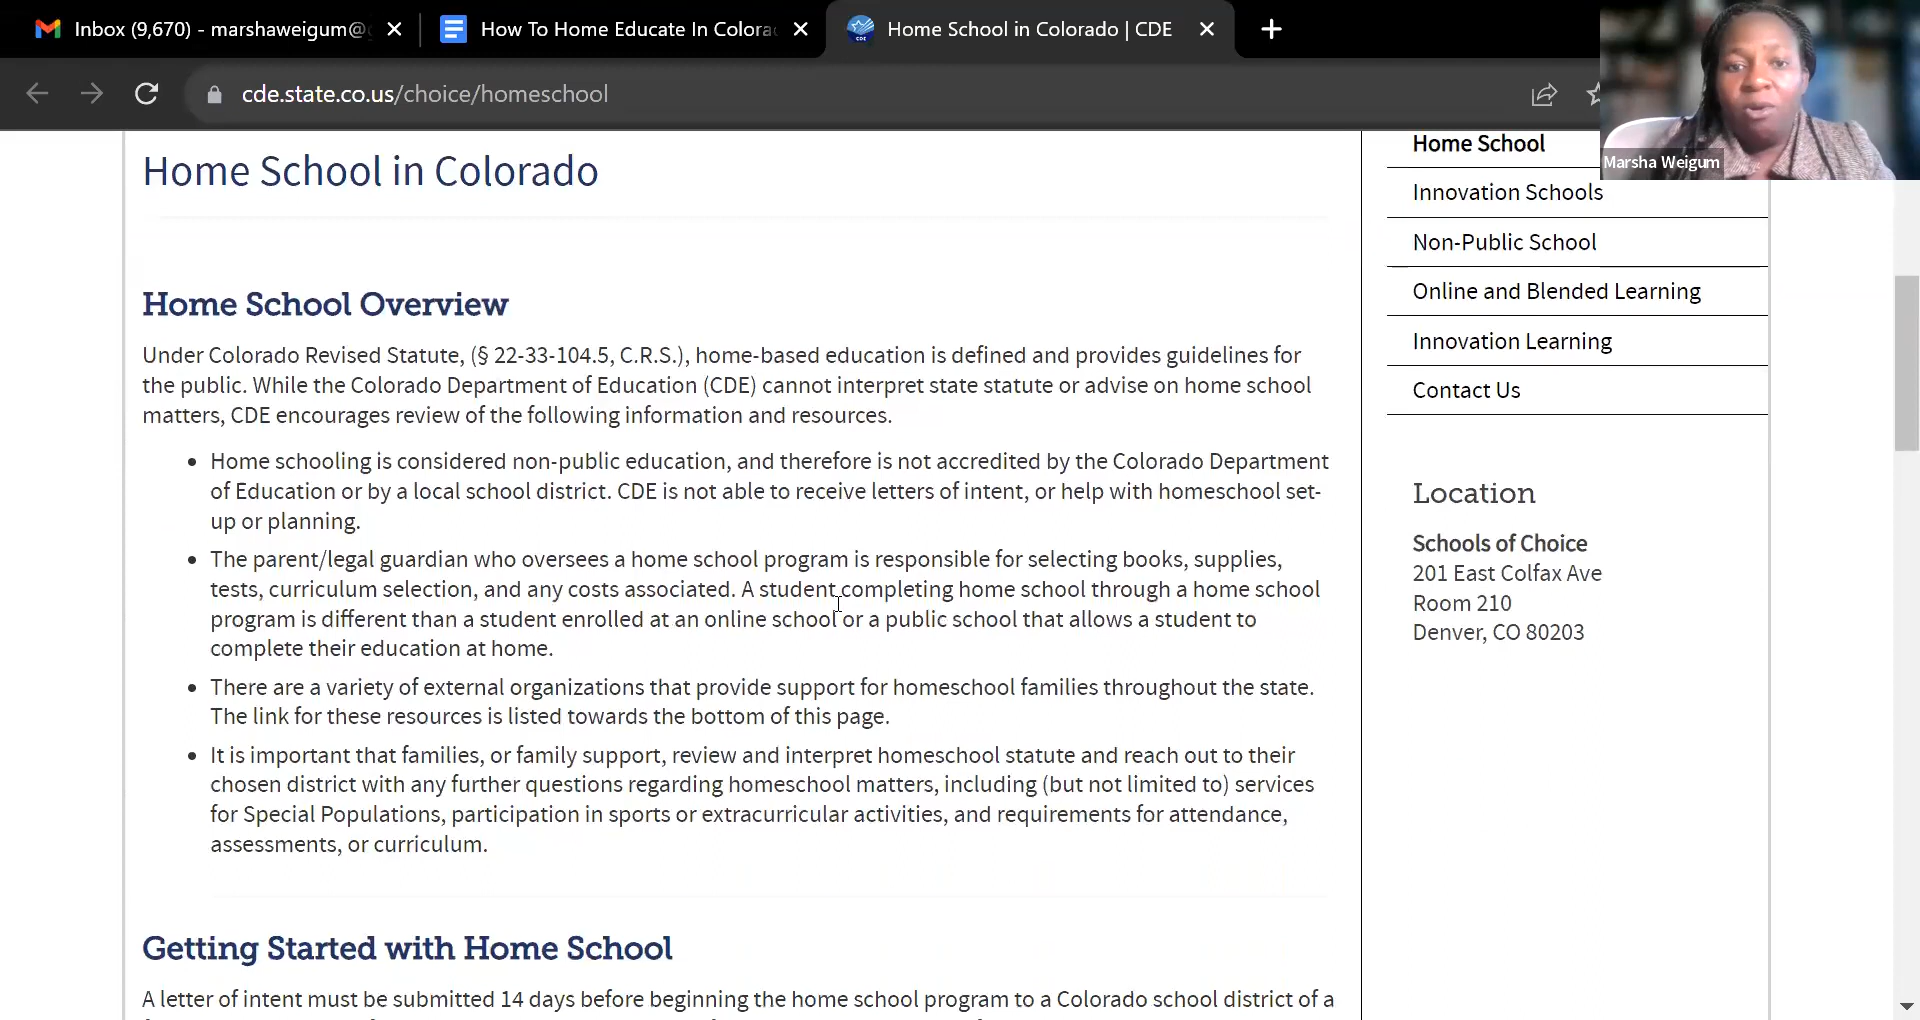 Inbox (9,670) - marshaweigum@
How To Home Educate In Colora
Home School in Colorado | CDE
cde.state.co.us/choice/homeschool
Marsha Weigum
Home School in Colorado
Home School Overview
Under Colorado Revised Statute, (§ 22-33-104.5, C.R.S.), home-based education is defined and provides guidelines for
the public. While the Colorado Department of Education (CDE) cannot interpret state statute or advise on home school
matters, CDE encourages review of the following information and resources.
Home schooling is considered non-public education, and therefore is not accredited by the Colorado Department
of Education or by a local school district. CDE is not able to receive letters of intent, or help with homeschool set-
up or planning.
The parent/legal guardian who oversees a home school program is responsible for selecting books, supplies,
tests, curriculum selection, and any costs associated. A student completing home school through a home school
program is different than a student enrolled at an online school or a public school that allows a student to
complete their education at home.
There are a variety of external organizations that provide support for homeschool families throughout the state.
The link for these resources is listed towards the bottom of this page.
It is important that families, or family support, review and interpret homeschool statute and reach out to their
chosen district with any further questions regarding homeschool matters, including (but not limited to) services
for Special Populations, participation in sports or extracurricular activities, and requirements for attendance,
assessments, or curriculum.
Getting Started with Home School
A letter of intent must be submitted 14 days before beginning the home school program to a Colorado school district of a
Home School
Innovation Schools
Non-Public School
Online and Blended Learning
Innovation Learning
Contact Us
Location
Schools of Choice
201 East Colfax Ave
Room 210
Denver, CO 80203